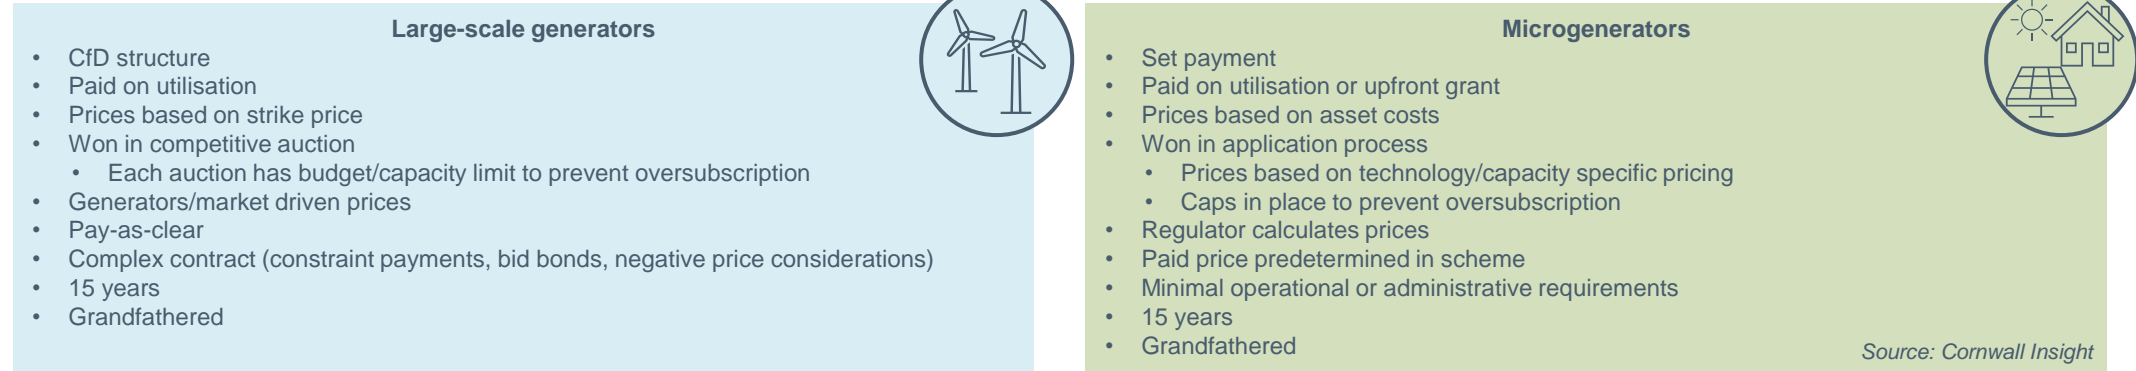 Large-scale generators
• CfD structure
• Paid on utilisation
• Prices based on strike price
• Won in competitive auction
• Each auction has budget/capacity limit to prevent oversubscription
• Generators/market driven prices
• Pay-as-clear
• Complex contract (constraint payments, bid bonds, negative price considerations)
• 15 years
• Grandfathered
Microgenerators
• Set payment
• Paid on utilisation or upfront grant
• Prices based on asset costs
• Won in application process
• Prices based on technology/capacity specific pricing
• Caps in place to prevent oversubscription
• Regulator calculates prices
• Paid price predetermined in scheme
• Minimal operational or administrative requirements
• 15 years
• Grandfathered
Source: Cornwall Insight